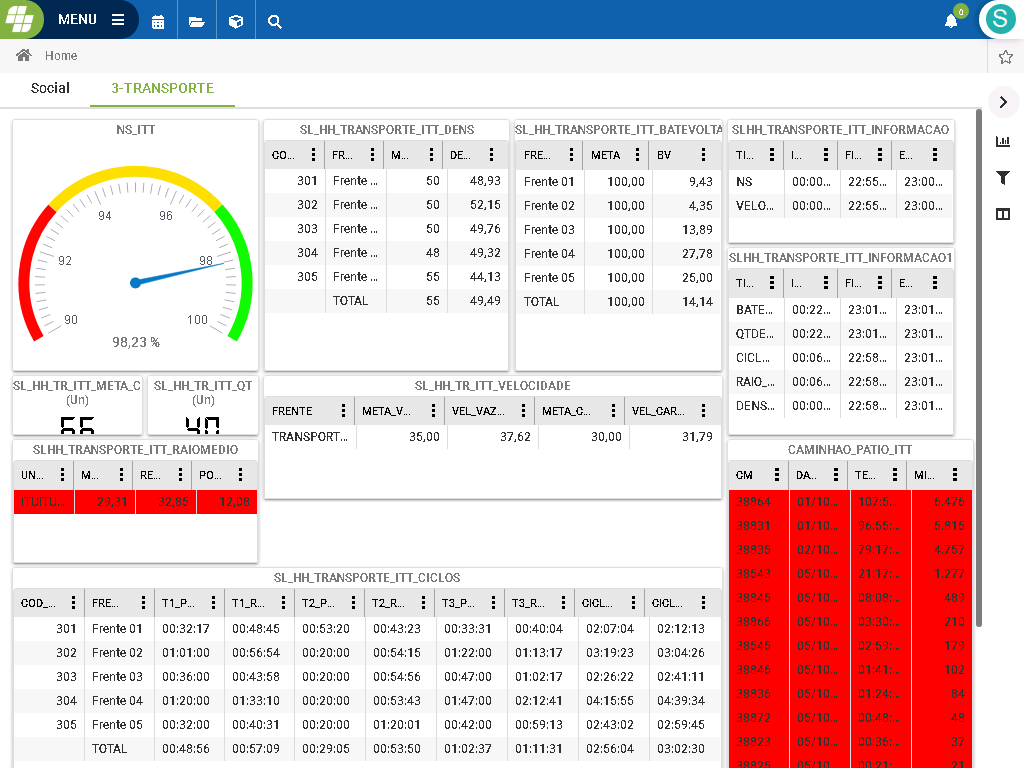 MENU
6
S
Home
Social 3-TRANSPORTE
NS_ITT
94 96
92 98
90 100
98,23 %
SL_HH_TRANSPORTE_ITT_DENS
CO... FR... M... DE...
301 Frente ... 50 48,93
302 Frente ... 50 52,15
303 Frente ... 50 49,76
304 Frente ... 48 49,32
305 Frente ... 55 44,13
TOTAL 55 49,49
SL_HH_TRANSPORTE_ITT_BATEVOLTA
FRE... META BV
Frente 01 100,00 9,43
Frente 02 100,00 4,35
Frente 03 100,00 13,89
Frente 04 100,00 27,78
Frente 05 100,00 25,00
TOTAL 100,00 14,14
SLHH_TRANSPORTE_ITT_INFORMACAO
TI... I... FI... E...
NS 00:00... 22:55... 23:00...
VELO... 00:00... 22:55... 23:00...
SLHH_TRANSPORTE_ITT_INFORMACAO1
TI... I... FI... E...
BATE... 00:22... 23:01... 23:01...
QTDE... 00:22... 23:01... 23:01...
CICL... 00:06... 22:58... 23:01...
RAIO_... 00:06... 22:58... 23:01...
DENS... 00:00... 22:58... 23:01...
SL_HH_TR_ITT_META_C
(Un)
SL_HH_TR_ITT_QT
(Un)
SL_HH_TR_ITT_VELOCIDADE
FRENTE META_V... VEL_VAZ... META_C... VEL_CAR...
TRANSPORT... 35,00 37,62 30,00 31,79
SLHH_TRANSPORTE_ITT_RAIOMEDIO
UN... M... RE... PO...
ITUITU... 29,31 32,85 12,08
CAMINHAO_PATIO_ITT
CM DA... TE... MI...
38864 01/10... 107:5... 6.476
38831 01/10... 96:55:... 5.815
38835 02/10... 29:17:... 4.757
38543 05/10... 21:17:... 1.277
38845 05/10... 08:08:... 489
38866 05/10... 03:30:... 210
38545 05/10... 02:59:... 179
38846 05/10... 01:41:... 102
38836 05/10... 01:24:... 84
38872 05/10... 00:48:... 48
38823 05/10... 00:36:... 37
38825 05/10... 00:21:... 21
SL_HH_TRANSPORTE_ITT_CICLOS
COD_... FRE... T1_P... T1_R... T2_P... T2_R... T3_P... T3_R... CICL... CICL...
301 Frente 01 00:32:17 00:48:45 00:53:20 00:43:23 00:33:31 00:40:04 02:07:04 02:12:13
302 Frente 02 01:01:00 00:56:54 00:20:00 00:54:15 01:22:00 01:13:17 03:19:23 03:04:26
303 Frente 03 00:36:00 00:43:58 00:20:00 00:54:56 00:47:00 01:02:17 02:26:22 02:41:11
304 Frente 04 01:20:00 01:33:10 00:20:00 00:53:43 01:47:00 02:12:41 04:15:55 04:39:34
305 Frente 05 00:32:00 00:40:31 00:20:00 01:20:01 00:42:00 00:59:13 02:43:02 02:59:45
TOTAL 00:48:56 00:57:09 00:29:05 00:53:50 01:02:37 01:11:31 02:56:04 03:02:30